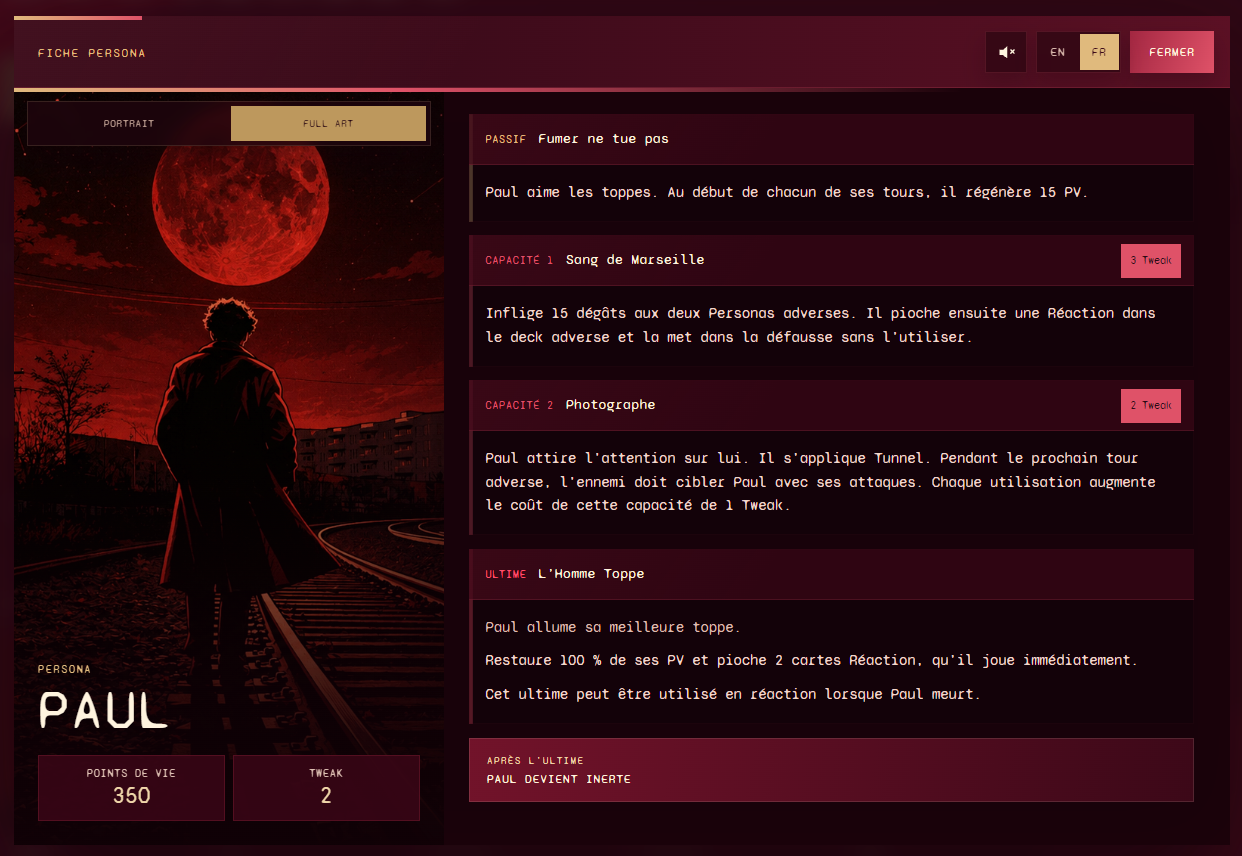 FICHE PERSONA
EN
FR
FERMER
PORTRAIT
FULL ART
PERSONA
PAUL
POINTS DE VIE
350
TWEAK
2
PASSIF Fumer ne tue pas
Paul aime les toppes. Au début de chacun de ses tours, il régénère 15 PV.
CAPACITÉ 1 Sang de Marseille
3 Tweak
Inflige 15 dégâts aux deux Personas adverses. Il pioche ensuite une Réaction dans
le deck adverse et la met dans la défausse sans l'utiliser.
CAPACITÉ 2 Photographe
2 Tweak
Paul attire l'attention sur lui. Il s'applique Tunnel. Pendant le prochain tour
adverse, l'ennemi doit cibler Paul avec ses attaques. Chaque utilisation augmente
le coût de cette capacité de 1 Tweak.
ULTIME L'Homme Toppe
Paul allume sa meilleure toppe.
Restaure 100 % de ses PV et pioche 2 cartes Réaction, qu'il joue immédiatement.
Cet ultime peut être utilisé en réaction lorsque Paul meurt.
APRÈS L'ULTIME
PAUL DEVIENT INERTE